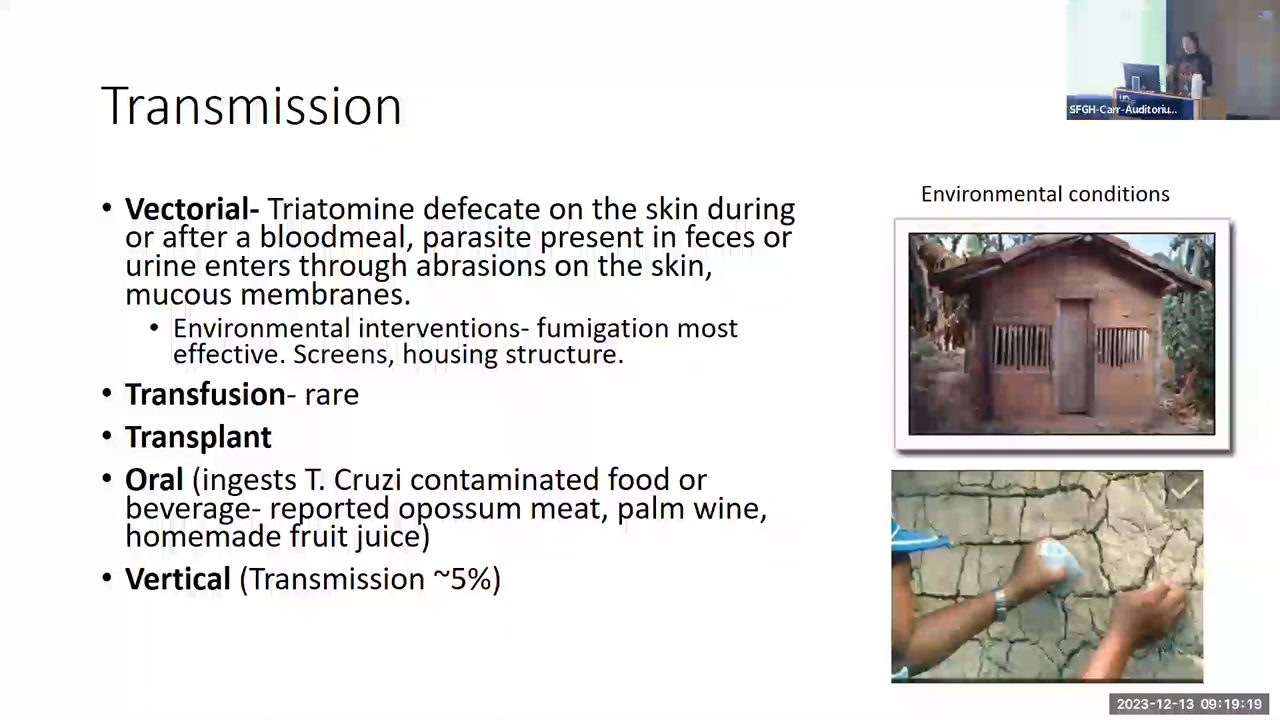 SFGH-Carr-Auditoriu...
Transmission
Environmental conditions
• Vectorial- Triatomine defecate on the skin during
or after a bloodmeal, parasite present in feces or
urine enters through abrasions on the skin,
mucous membranes.
• Environmental interventions- fumigation most
effective. Screens, housing structure.
• Transfusion- rare
• Transplant
• Oral (ingests T. Cruzi contaminated food or
beverage- reported opossum meat, palm wine,
homemade fruit juice)
• Vertical (Transmission ~5%)
2023-12-13 09:19:19